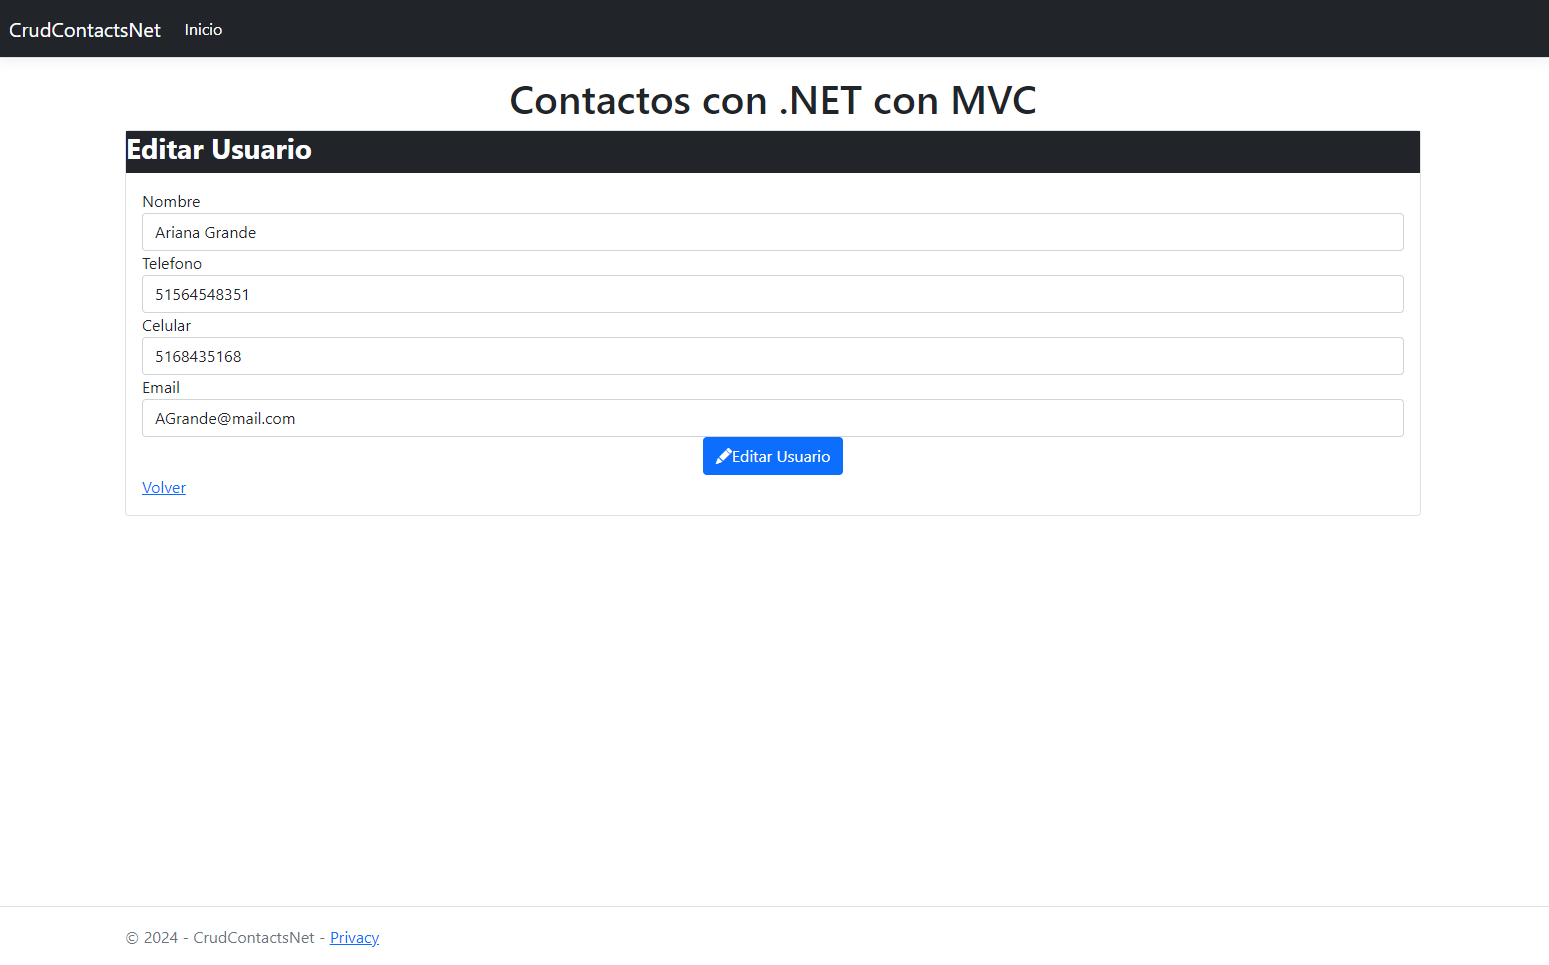 CrudContactsNet Inicio
Contactos con .NET con MVC
Editar Usuario
Nombre
Ariana Grande
Telefono
51564548351
Celular
5168435168
Email
AGrande@mail.com
Editar Usuario
Volver
© 2024 - CrudContactsNet - Privacy